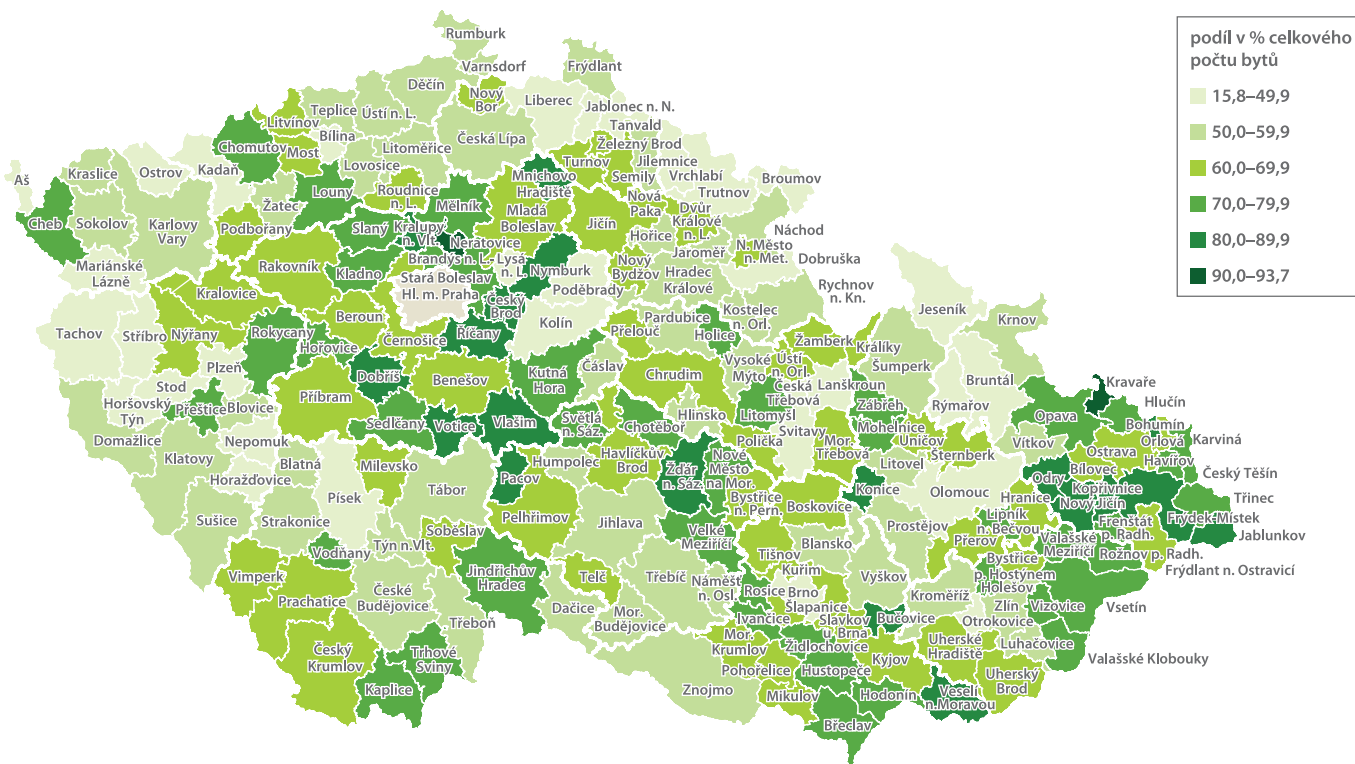 podíl v % celkového
počtu bytů
15,8–49,9
50,0–59,9
60,0–69,9
70,0–79,9
80,0–89,9
90,0–93,7
Rumburk
Varnsdorf
Frýdlant
Děčín
Nový
Bor
Liberec
Jablonec n. N.
Teplice
Ústí n. L.
Litvínov
Bílina
Chomutov
Most
Česká Lípa
Litoměřice
Lovosice
Tanvald
Železný Brod
Turnov
Jilemnice
Semily
Vrchlabí
Trutnov
Broumov
Aš
Kraslice
Ostrov
Kadaň
Louny
Roudnice
n. L.
Mělník
Mnichovo
Hradiště
Mladá
Boleslav
Jičín
Nová
Paka
Dvůr
Králové
n. L.
Hořice
Jaroměř
Náchod
N. Město
n. Met.
Dobruška
Cheb
Sokolov
Karlovy
Vary
Žatec
Podbořany
Slaný
Kralupy
n. Vlt.
Neratovice
Brandýs n. L.-
Stará Boleslav
Lysá
n. L.
Nymburk
Poděbrady
Nový
Bydžov
Hradec
Králové
Rychnov
n. Kn.
Mariánské
Lázně
Rakovník
Kladno
Hl. m. Praha
Český
Brod
Kolín
Kostelec
n. Orl.
Pardubice
Holice
Přelouč
Jeseník
Krnov
Kralovice
Tachov
Stříbro
Nýřany
Rokycany
Hořovice
Beroun
Černošice
Říčany
Kutná
Hora
Čáslav
Chrudim
Vysoké
Mýto
Ústí
n. Orl.
Žamberk
Králíky
Šumperk
Česká
Třebová
Lanškroun
Litomyšl
Zábřeh
Bruntál
Rýmařov
Plzeň
Stod
Horšovský
Týn
Přeštice
Blovice
Příbram
Dobříš
Benešov
Sedlčany
Votice
Vlašim
Světlá
n. Sáz.
Chotěboř
Hlinsko
Polička
Svitavy
Mor.
Třebová
Mohelnice
Uničov
Šternberk
Litovel
Opava
Kravaře
Hlučín
Bohumín
Orlová
Karviná
Ostrava
Havířov
Vítkov
Český Těšín
Domažlice
Klatovy
Nepomuk
Horažďovice
Blatná
Písek
Milevsko
Tábor
Pacov
Humpolec
Havlíčkův
Brod
Žďár
n. Sáz.
Nové
Město
na Mor.
Bystřice
n. Pern.
Boskovice
Konice
Olomouc
Odry
Bílovec
Kopřivnice
Nový Jičín
Třinec
Frýdek-Místek
Jablunkov
Sušice
Strakonice
Týn n.Vlt.
Soběslav
Pelhřimov
Jihlava
Velké
Meziříčí
Tišnov
Kuřim
Blansko
Prostějov
Přerov
Lipník
n. Bečvou
Hranice
Valašské
Meziříčí
Frenštát
p. Radh.
Rožnov p. Radh.
Frýdlant n. Ostravicí
Vodňany
Vimperk
Prachatice
České
Budějovice
Jindřichův
Hradec
Telč
Třebíč
Náměšť
n. Osl.
Rosice
Ivančice
Brno
Šlapanice
Slavkov
u Brna
Vyškov
Bučovice
Kroměříž
Bystřice
p. Hostýnem
Holešov
Zlín
Otrokovice
Vizovice
Vsetín
Třeboň
Dačice
Mor.
Budějovice
Mor.
Krumlov
Pohořelice
Židlochovice
Hustopeče
Kyjov
Uherské
Hradiště
Luhačovice
Valašské Klobouky
Český
Krumlov
Trhové
Sviny
Kaplice
Znojmo
Mikulov
Břeclav
Hodonín
Veselí
n.Moravou
Uherský
Brod